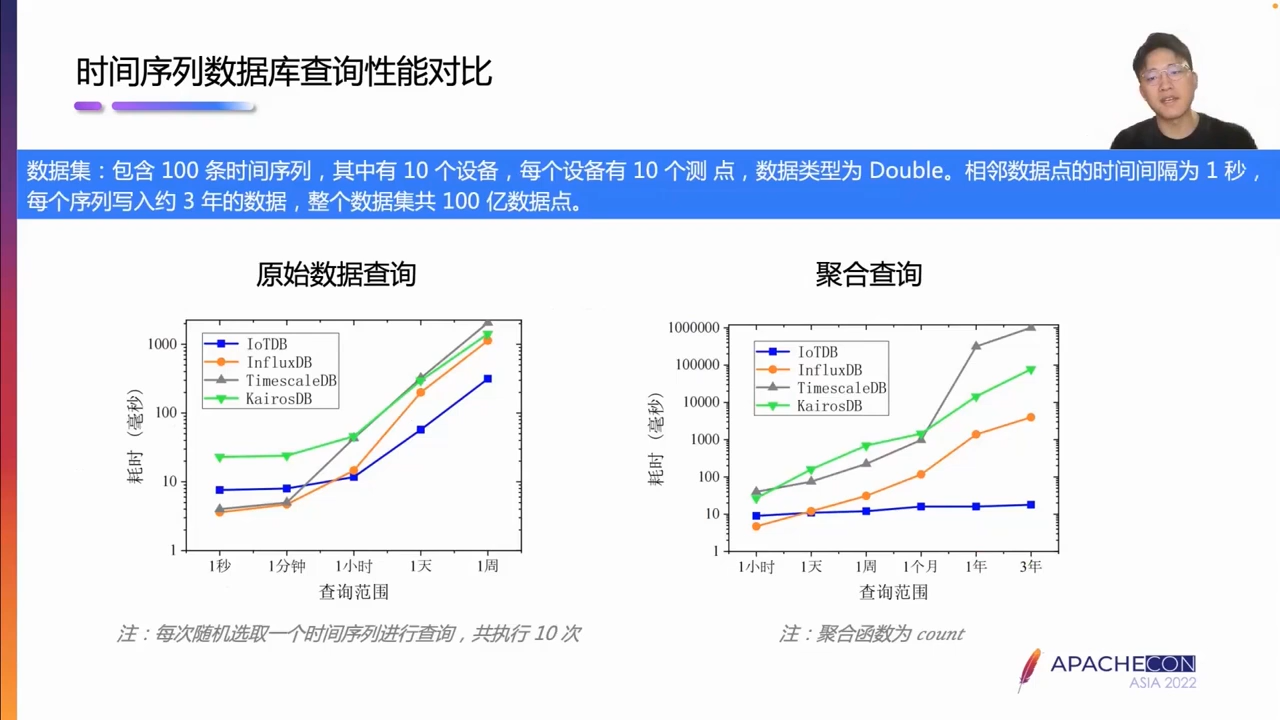 时间序列数据库查询性能对比
数据集：包含 100 条时间序列，其中有 10 个设备，每个设备有 10 个测 点，数据类型为 Double。相邻数据点的时间间隔为 1 秒，
每个序列写入约 3 年的数据，整个数据集共 100 亿数据点。
原始数据查询
IoTDB
InfluxDB
TimescaleDB
KairosDB
1000
100
10
1
耗时（毫秒）
1秒 1分钟 1小时 1天 1周
查询范围
注：每次随机选取一个时间序列进行查询，共执行 10 次
聚合查询
IoTDB
InfluxDB
TimescaleDB
KairosDB
1000000
100000
10000
1000
100
10
1
耗时（毫秒）
1小时 1天 1周 1个月 1年 3年
查询范围
注：聚合函数为 count
APACHECON
ASIA 2022